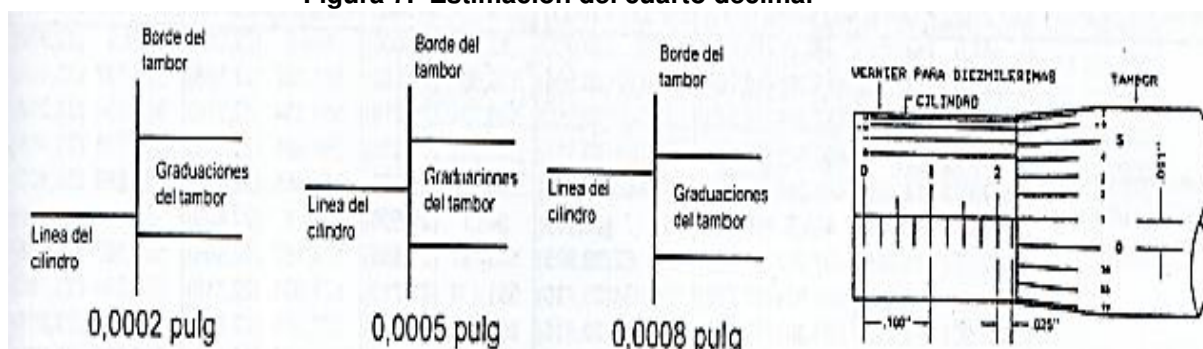 Figura 7. Estimación del cuarto decimal
Borde del
tambor
Graduaciones
del tambor
Linea del
cilindro
0,0002 pulg
Borde del
tambor
Graduaciones
del tambor
Linea del
cilindro
0,0005 pulg
Borde del
tambor
Linea del
cilindro
Graduaciones
del tambor
0,0008 pulg
VERNIER PARA DIEZMILESIMAS
CILINDRO
TAMBOR
0 1 2
5
0
.100"
.025"